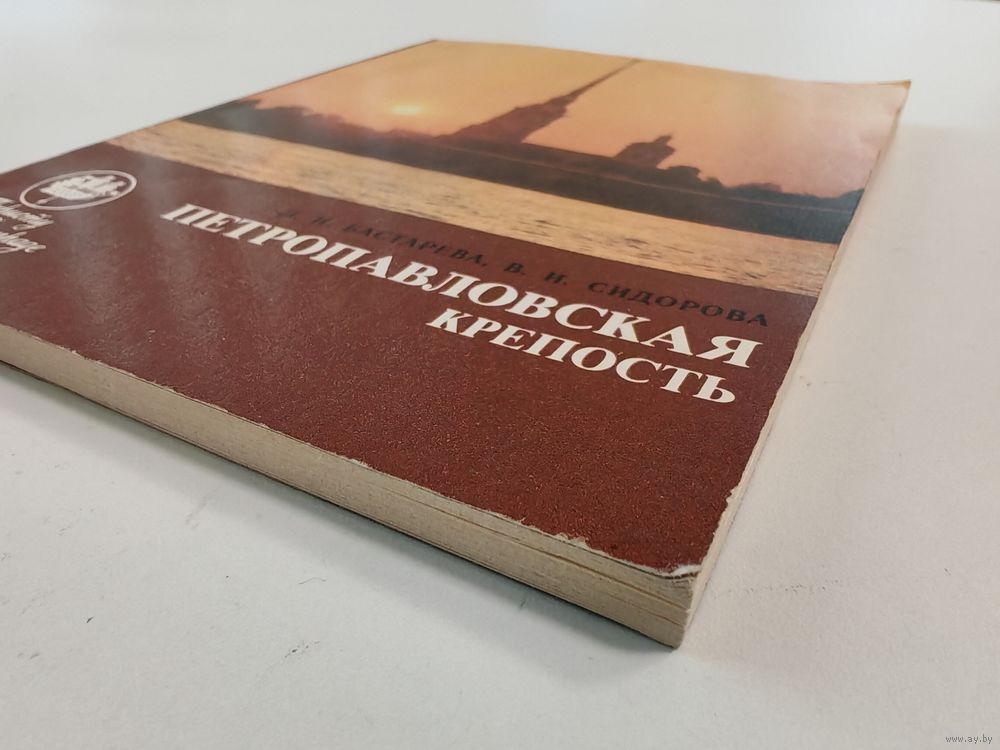 И. БАСТАРЕВА, В. И. СИДОРОВА
ПЕТРОПАВЛОВСКАЯ
КРЕПОСТЬ
www.ay.by